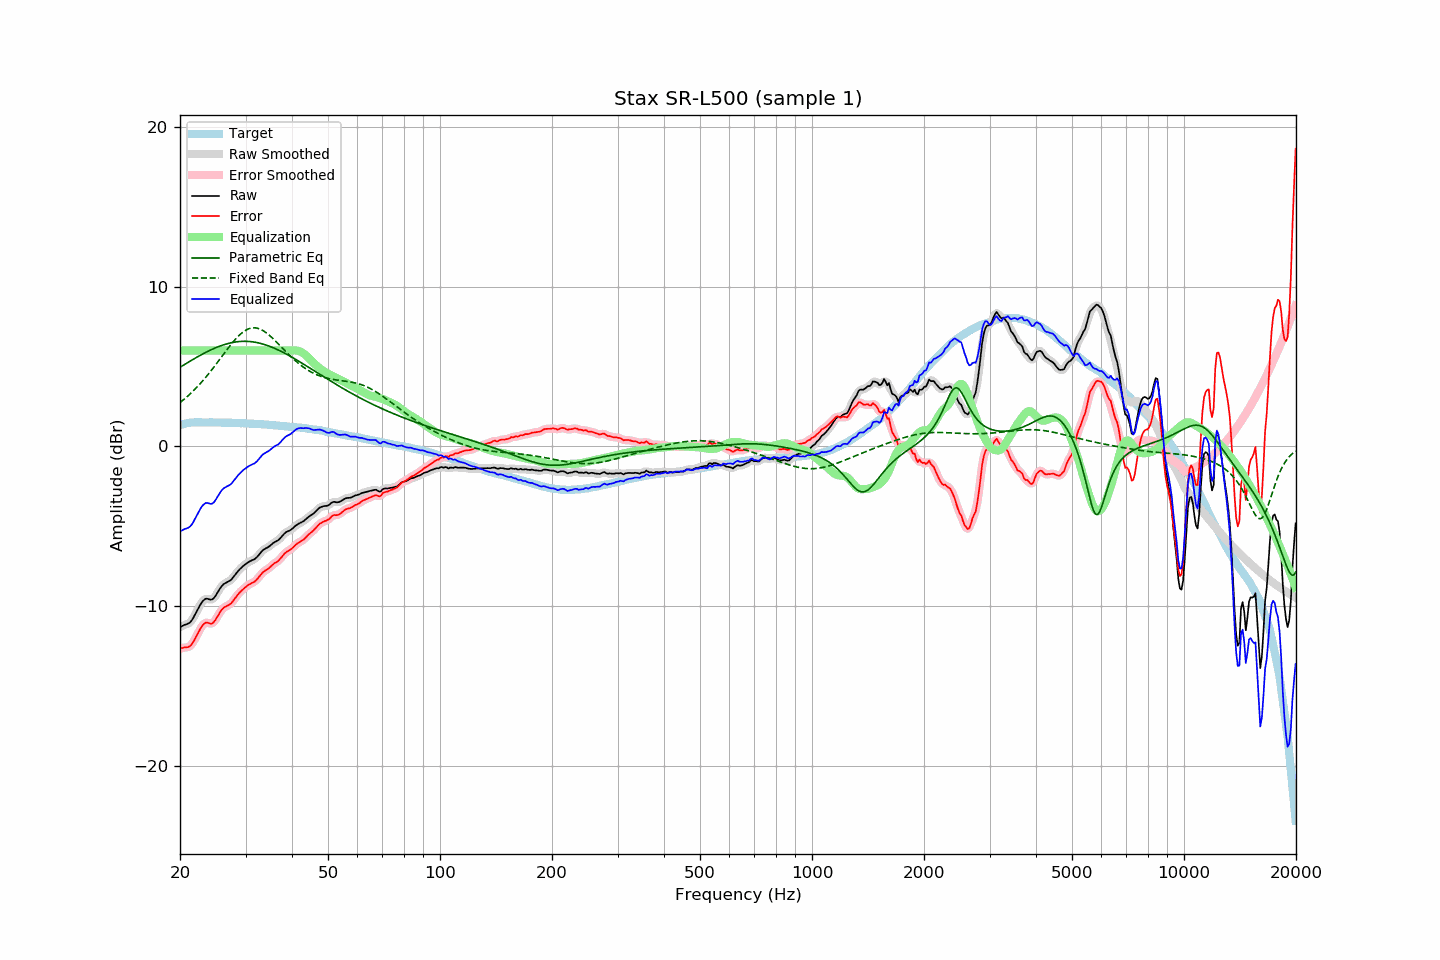 Stax SR-L500 (sample 1)
Target
Raw Smoothed
Error Smoothed
Raw
Error
Equalization
Parametric Eq
Fixed Band Eq
Equalized
20
10
0
−10
−20
Amplitude (dBr)
20 50 100 200 500 1000 2000 5000 10000 20000
Frequency (Hz)